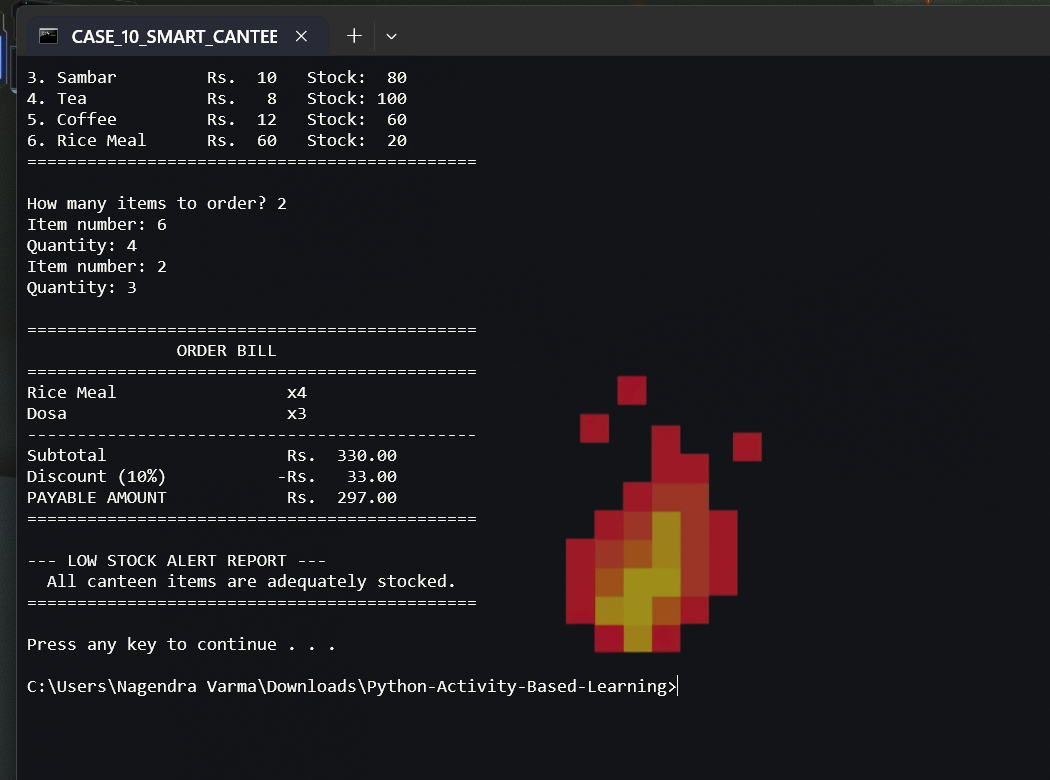 CASE_10_SMART_CANTEE
3. Sambar         Rs.  10   Stock:  80
4. Tea            Rs.   8   Stock: 100
5. Coffee         Rs.  12   Stock:  60
6. Rice Meal      Rs.  60   Stock:  20
=============================================
How many items to order? 2
Item number: 6
Quantity: 4
Item number: 2
Quantity: 3
=============================================
               ORDER BILL
=============================================
Rice Meal                 x4
Dosa                      x3
---------------------------------------------
Subtotal                  Rs.  330.00
Discount (10%)           -Rs.   33.00
PAYABLE AMOUNT            Rs.  297.00
=============================================
--- LOW STOCK ALERT REPORT ---
  All canteen items are adequately stocked.
=============================================
Press any key to continue . . .
C:\Users\Nagendra Varma\Downloads\Python-Activity-Based-Learning>